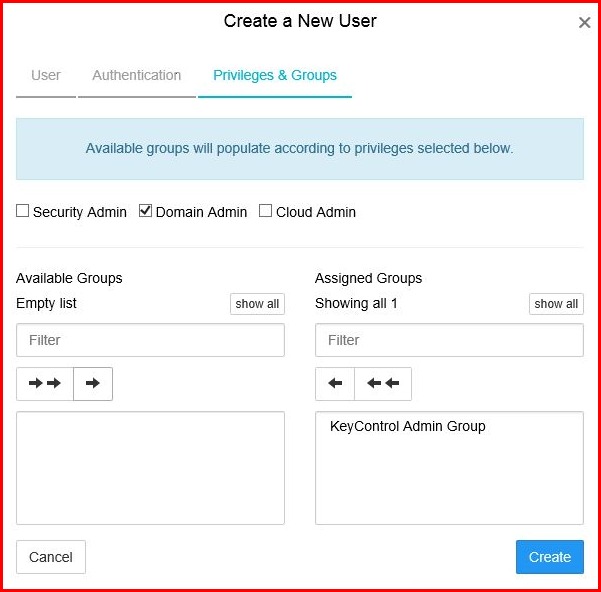 Create a New User
User Authentication Privileges & Groups
Available groups will populate according to privileges selected below.
Security Admin Domain Admin Cloud Admin
Available Groups Assigned Groups
Empty list show all Showing all 1 show all
Filter Filter
KeyControl Admin Group
Cancel Create